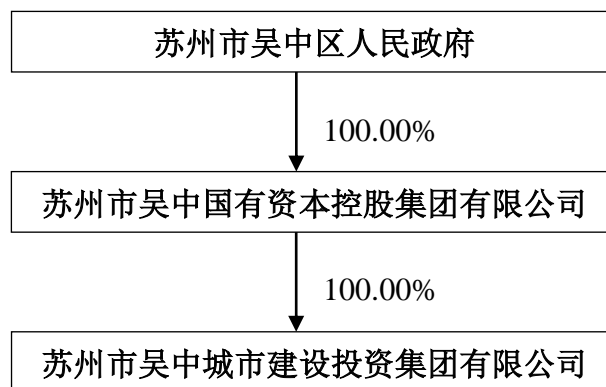 苏州市吴中区人民政府
100.00%
苏州市吴中国有资本控股集团有限公司
100.00%
苏州市吴中城市建设投资集团有限公司